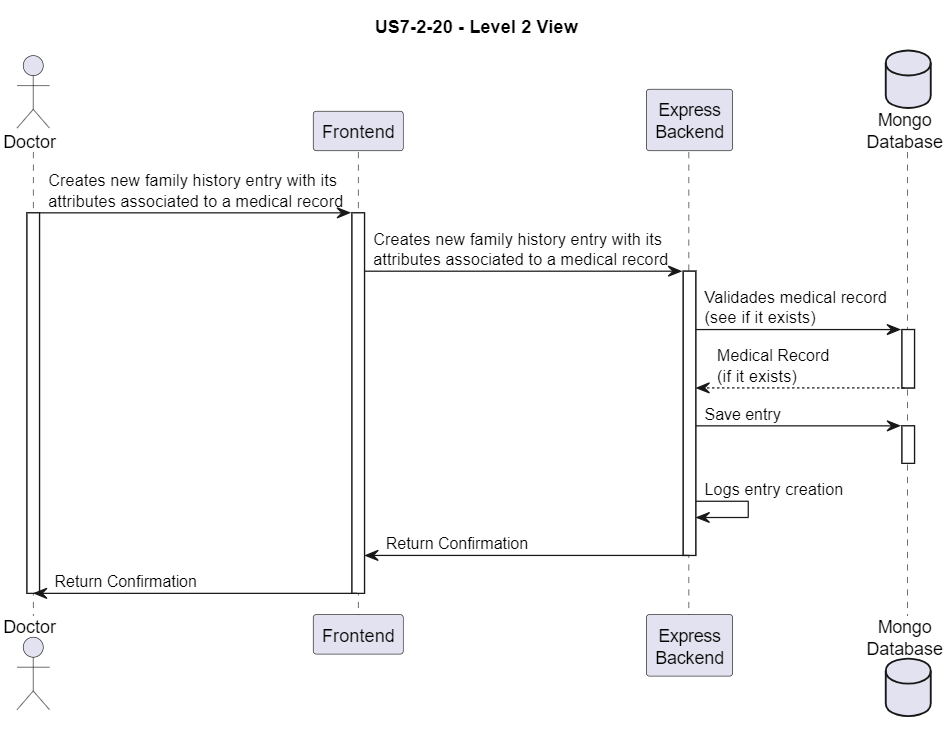 US7-2-20 - Level 2 View
Doctor
Frontend
Express
Backend
Mongo
Database
Creates new family history entry with its
attributes associated to a medical record
Creates new family history entry with its
attributes associated to a medical record
Validades medical record
(see if it exists)
Medical Record
(if it exists)
Save entry
Logs entry creation
Return Confirmation
Return Confirmation
Doctor
Frontend
Express
Backend
Mongo
Database